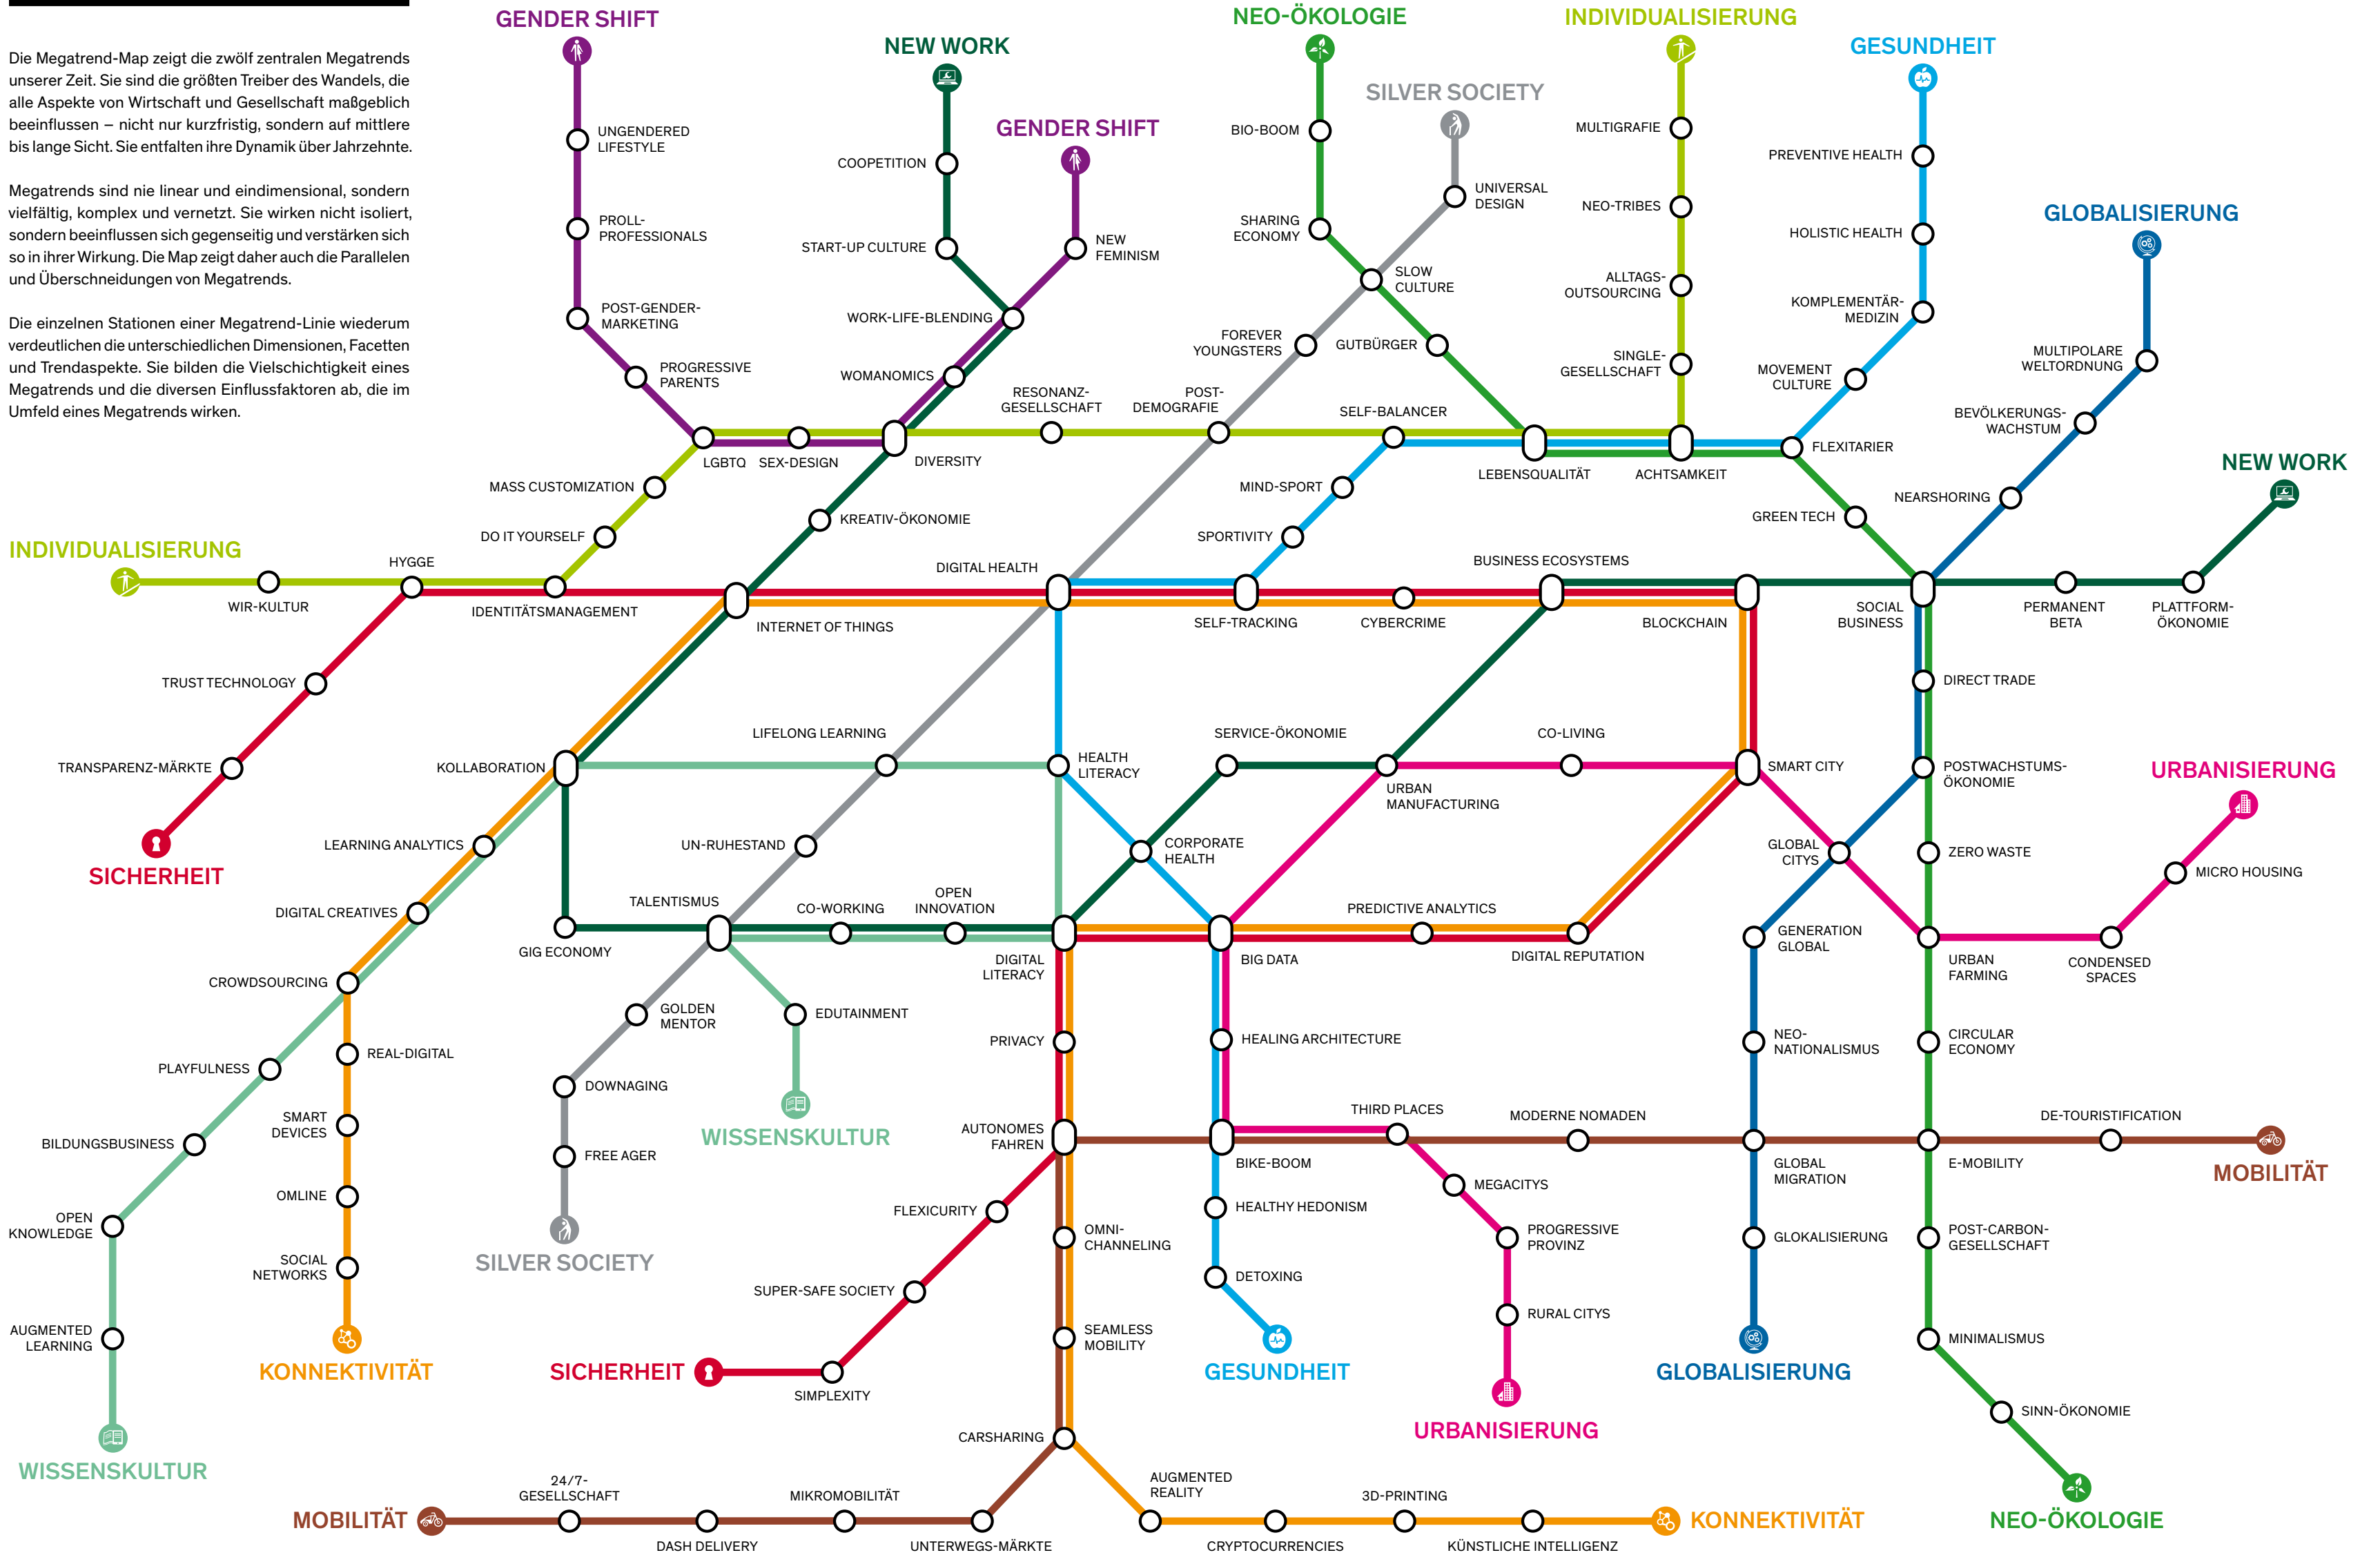 Die Megatrend-Map zeigt die zwölf zentralen Megatrends
unserer Zeit. Sie sind die größten Treiber des Wandels, die
alle Aspekte von Wirtschaft und Gesellschaft maßgeblich
beeinflussen – nicht nur kurzfristig, sondern auf mittlere
bis lange Sicht. Sie entfalten ihre Dynamik über Jahrzehnte.
Megatrends sind nie linear und eindimensional, sondern
vielfältig, komplex und vernetzt. Sie wirken nicht isoliert,
sondern beeinflussen sich gegenseitig und verstärken sich
so in ihrer Wirkung. Die Map zeigt daher auch die Parallelen
und Überschneidungen von Megatrends.
Die einzelnen Stationen einer Megatrend-Linie wiederum
verdeutlichen die unterschiedlichen Dimensionen, Facetten
und Trendaspekte. Sie bilden die Vielschichtigkeit eines
Megatrends und die diversen Einflussfaktoren ab, die im
Umfeld eines Megatrends wirken.
GENDER SHIFT
UNGENDERED
LIFESTYLE
PROLL-
PROFESSIONALS
POST-GENDER-
MARKETING
PROGRESSIVE
PARENTS
NEW WORK
COOPETITION
START-UP CULTURE
WORK-LIFE-BLENDING
WOMANOMICS
GENDER SHIFT
NEW
FEMINISM
NEO-ÖKOLOGIE
BIO-BOOM
SHARING
ECONOMY
SILVER SOCIETY
UNIVERSAL
DESIGN
SLOW
CULTURE
FOREVER
YOUNGSTERS
GUTBÜRGER
INDIVIDUALISIERUNG
MULTIGRAFIE
NEO-TRIBES
ALLTAGS-
OUTSOURCING
SINGLE-
GESELLSCHAFT
GESUNDHEIT
PREVENTIVE HEALTH
HOLISTIC HEALTH
KOMPLEMENTÄR-
MEDIZIN
MOVEMENT
CULTURE
GLOBALISIERUNG
MULTIPOLARE
WELTORDNUNG
BEVÖLKERUNGS-
WACHSTUM
NEARSHORING
NEW WORK
RESONANZ-
GESELLSCHAFT
POST-
DEMOGRAFIE
SELF-BALANCER
LGBTQ
SEX-DESIGN
DIVERSITY
LEBENSQUALITÄT
ACHTSAMKEIT
FLEXITARIER
MASS CUSTOMIZATION
DO IT YOURSELF
KREATIV-ÖKONOMIE
MIND-SPORT
SPORTIVITY
GREEN TECH
INDIVIDUALISIERUNG
WIR-KULTUR
HYGGE
IDENTITÄTSMANAGEMENT
INTERNET OF THINGS
DIGITAL HEALTH
SELF-TRACKING
CYBERCRIME
BUSINESS ECOSYSTEMS
BLOCKCHAIN
SOCIAL
BUSINESS
PERMANENT
BETA
PLATTFORM-
ÖKONOMIE
TRUST TECHNOLOGY
TRANSPARENZ-MÄRKTE
SICHERHEIT
DIRECT TRADE
KOLLABORATION
LIFELONG LEARNING
HEALTH
LITERACY
SERVICE-ÖKONOMIE
URBAN
MANUFACTURING
CO-LIVING
SMART CITY
POSTWACHSTUMS-
ÖKONOMIE
URBANISIERUNG
MICRO HOUSING
LEARNING ANALYTICS
UN-RUHESTAND
CORPORATE
HEALTH
GLOBAL
CITYS
ZERO WASTE
DIGITAL CREATIVES
GIG ECONOMY
TALENTISMUS
CO-WORKING
OPEN
INNOVATION
DIGITAL
LITERACY
BIG DATA
PREDICTIVE ANALYTICS
DIGITAL REPUTATION
GENERATION
GLOBAL
URBAN
FARMING
CONDENSED
SPACES
CROWDSOURCING
GOLDEN
MENTOR
EDUTAINMENT
PRIVACY
HEALING ARCHITECTURE
NEO-
NATIONALISMUS
CIRCULAR
ECONOMY
PLAYFULNESS
REAL-DIGITAL
DOWNAGING
WISSENSKULTUR
BILDUNGSBUSINESS
SMART
DEVICES
FREE AGER
AUTONOMES
FAHREN
BIKE-BOOM
THIRD PLACES
MODERNE NOMADEN
GLOBAL
MIGRATION
E-MOBILITY
DE-TOURISTIFICATION
MOBILITÄT
OPEN
KNOWLEDGE
OMLINE
SILVER SOCIETY
FLEXICURITY
OMNI-
CHANNELING
HEALTHY HEDONISM
MEGACITYS
PROGRESSIVE
PROVINZ
GLOKALISIERUNG
POST-CARBON-
GESELLSCHAFT
SOCIAL
NETWORKS
SUPER-SAFE SOCIETY
DETOXING
RURAL CITYS
AUGMENTED
LEARNING
KONNEKTIVITÄT
SICHERHEIT
SIMPLEXITY
SEAMLESS
MOBILITY
GESUNDHEIT
URBANISIERUNG
GLOBALISIERUNG
MINIMALISMUS
SINN-ÖKONOMIE
WISSENSKULTUR
CARSHARING
MOBILITÄT
24/7-
GESELLSCHAFT
DASH DELIVERY
MIKROMOBILITÄT
UNTERWEGS-MÄRKTE
AUGMENTED
REALITY
CRYPTOCURRENCIES
3D-PRINTING
KÜNSTLICHE INTELLIGENZ
KONNEKTIVITÄT
NEO-ÖKOLOGIE